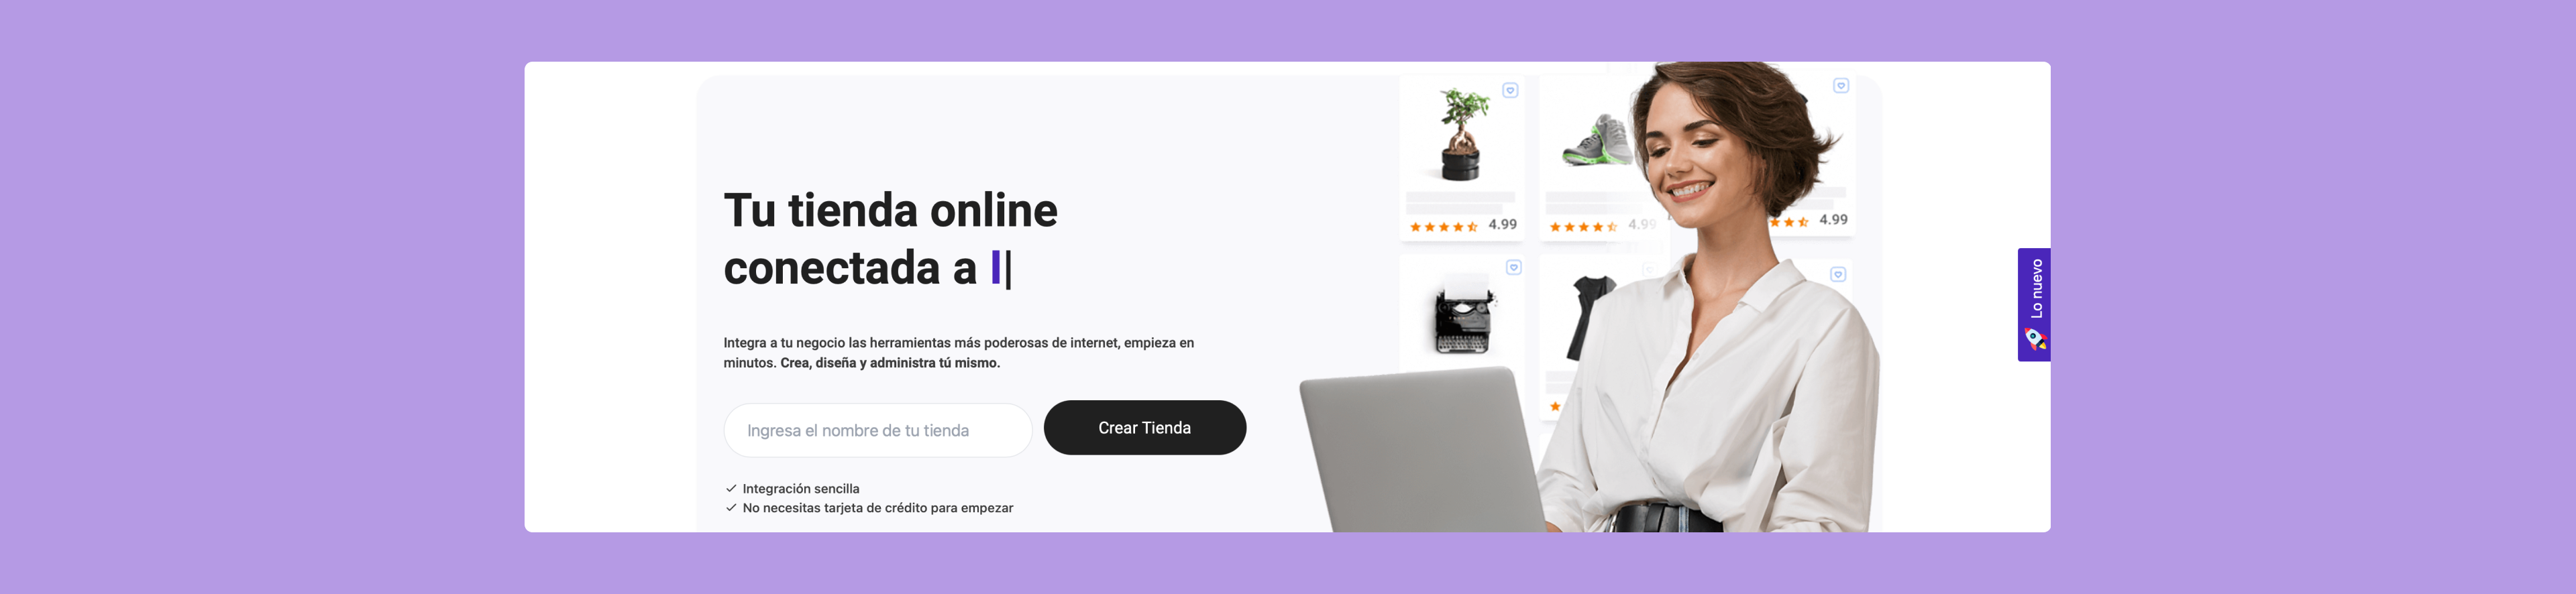 Tu tienda online
conectada a I|
Integra a tu negocio las herramientas más poderosas de internet, empieza en
minutos. Crea, diseña y administra tú mismo.
Ingresa el nombre de tu tienda
Crear Tienda
✓ Integración sencilla
✓ No necesitas tarjeta de crédito para empezar
4.99
4.99
4.99
Lo nuevo